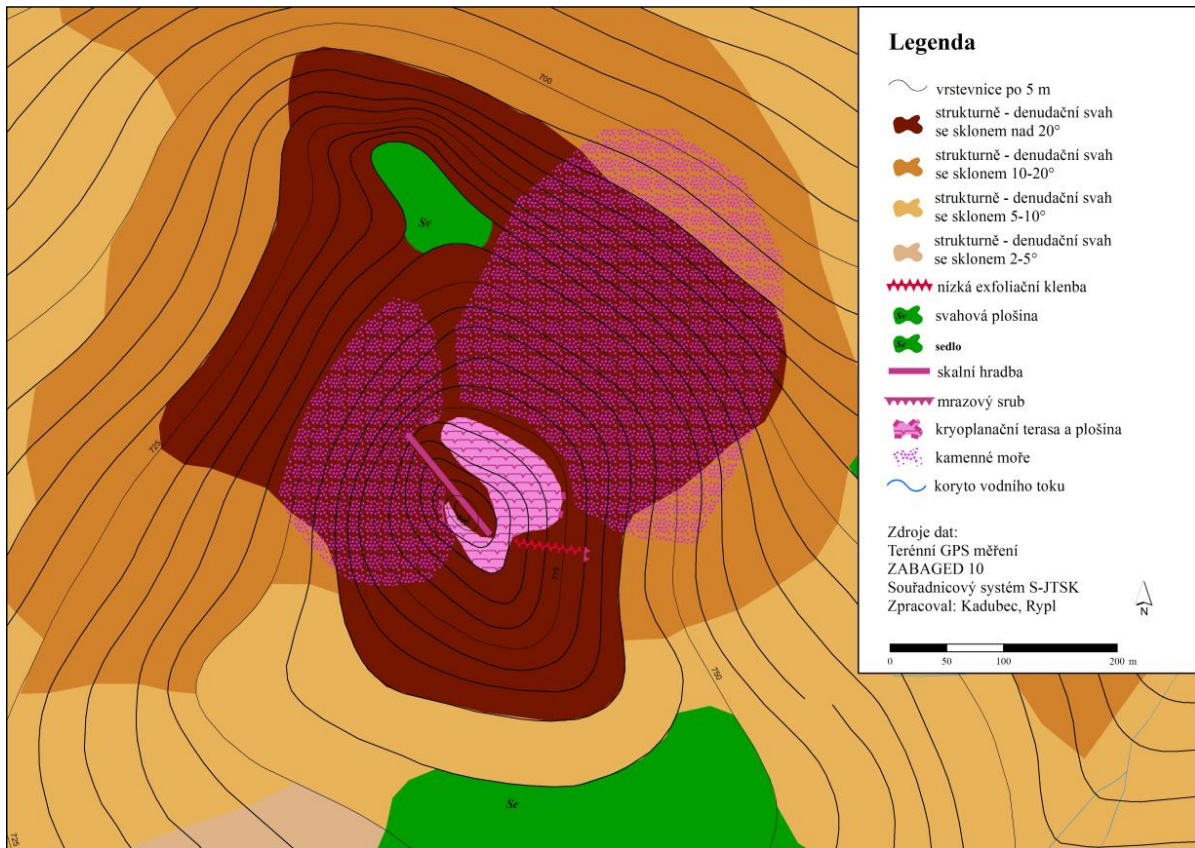 Legenda
vrstevnice po 5 m
strukturně - denudační svah
se sklonem nad 20°
strukturně - denudační svah
se sklonem 10-20°
strukturně - denudační svah
se sklonem 5-10°
strukturně - denudační svah
se sklonem 2-5°
nízká exfoliační klenba
Sv
svahová plošina
Se
sedlo
skalní hradba
mrazový srub
kryoplanační terasa a plošina
kamenné moře
koryto vodního toku
Zdroje dat:
Terénní GPS měření
ZABAGED 10
Souřadnicový systém S-JTSK
Zpracoval: Kadubec, Rypl
N
0 50 100 200 m
700
Sv
725
775
750
Se
725